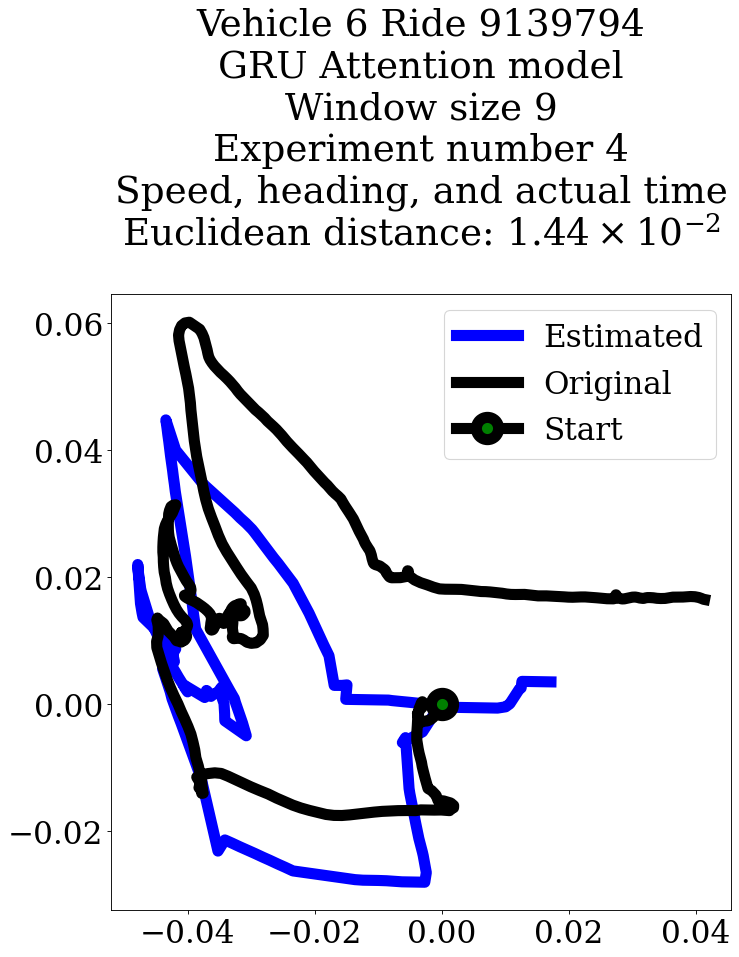 Vehicle 6 Ride 9139794
GRU Attention model
Window size 9
Experiment number 4
Speed, heading, and actual time
Euclidean distance: 1.44 × 10⁻²
Estimated
Original
Start
0.06
0.04
0.02
0.00
−0.02
−0.04 −0.02 0.00 0.02 0.04